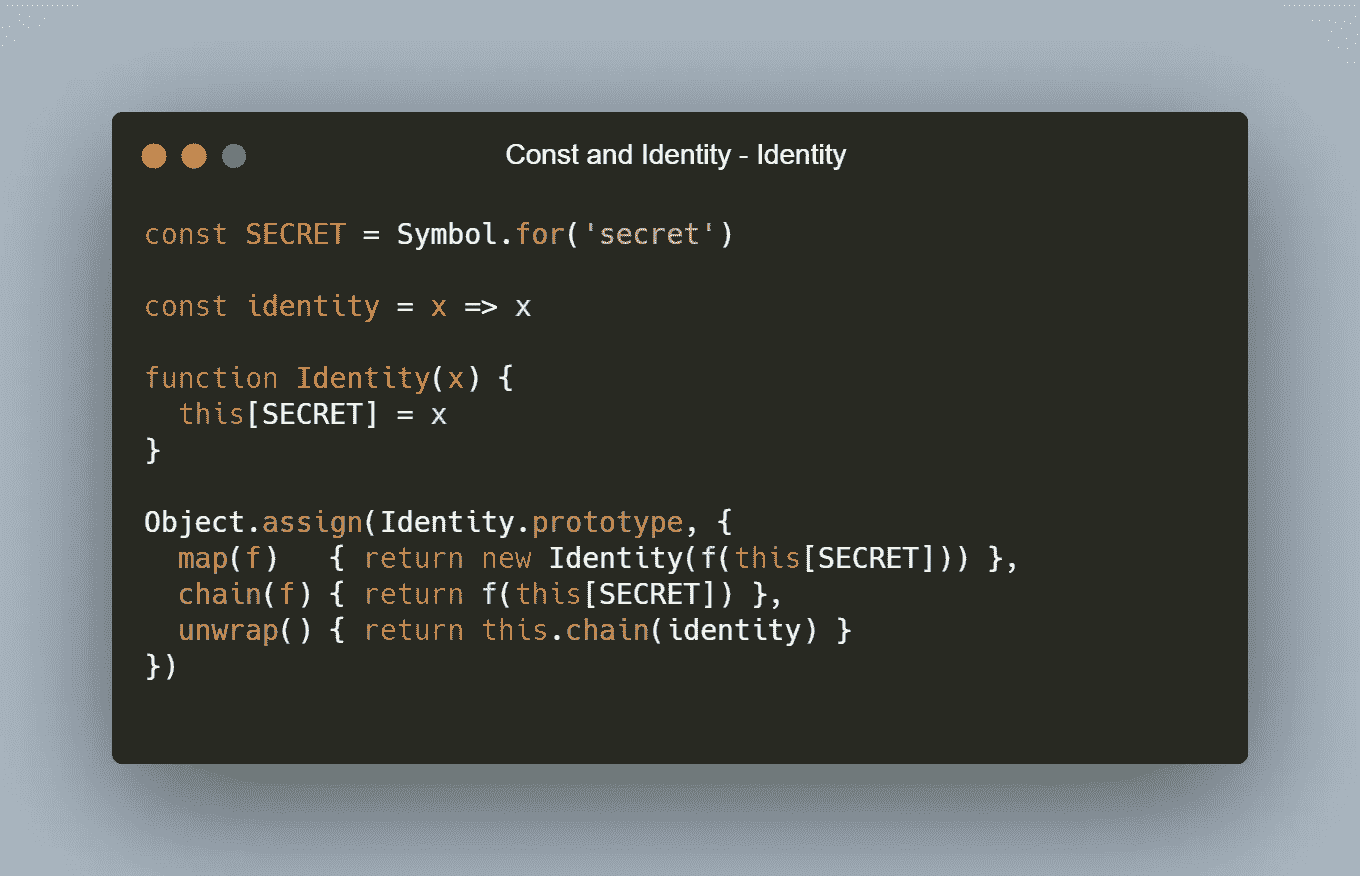 Const and Identity - Identity
const SECRET = Symbol.for('secret')
const identity = x => x
function Identity(x) {
  this[SECRET] = x
}
Object.assign(Identity.prototype, {
  map(f)   { return new Identity(f(this[SECRET])) },
  chain(f) { return f(this[SECRET]) },
  unwrap() { return this.chain(identity) }
})